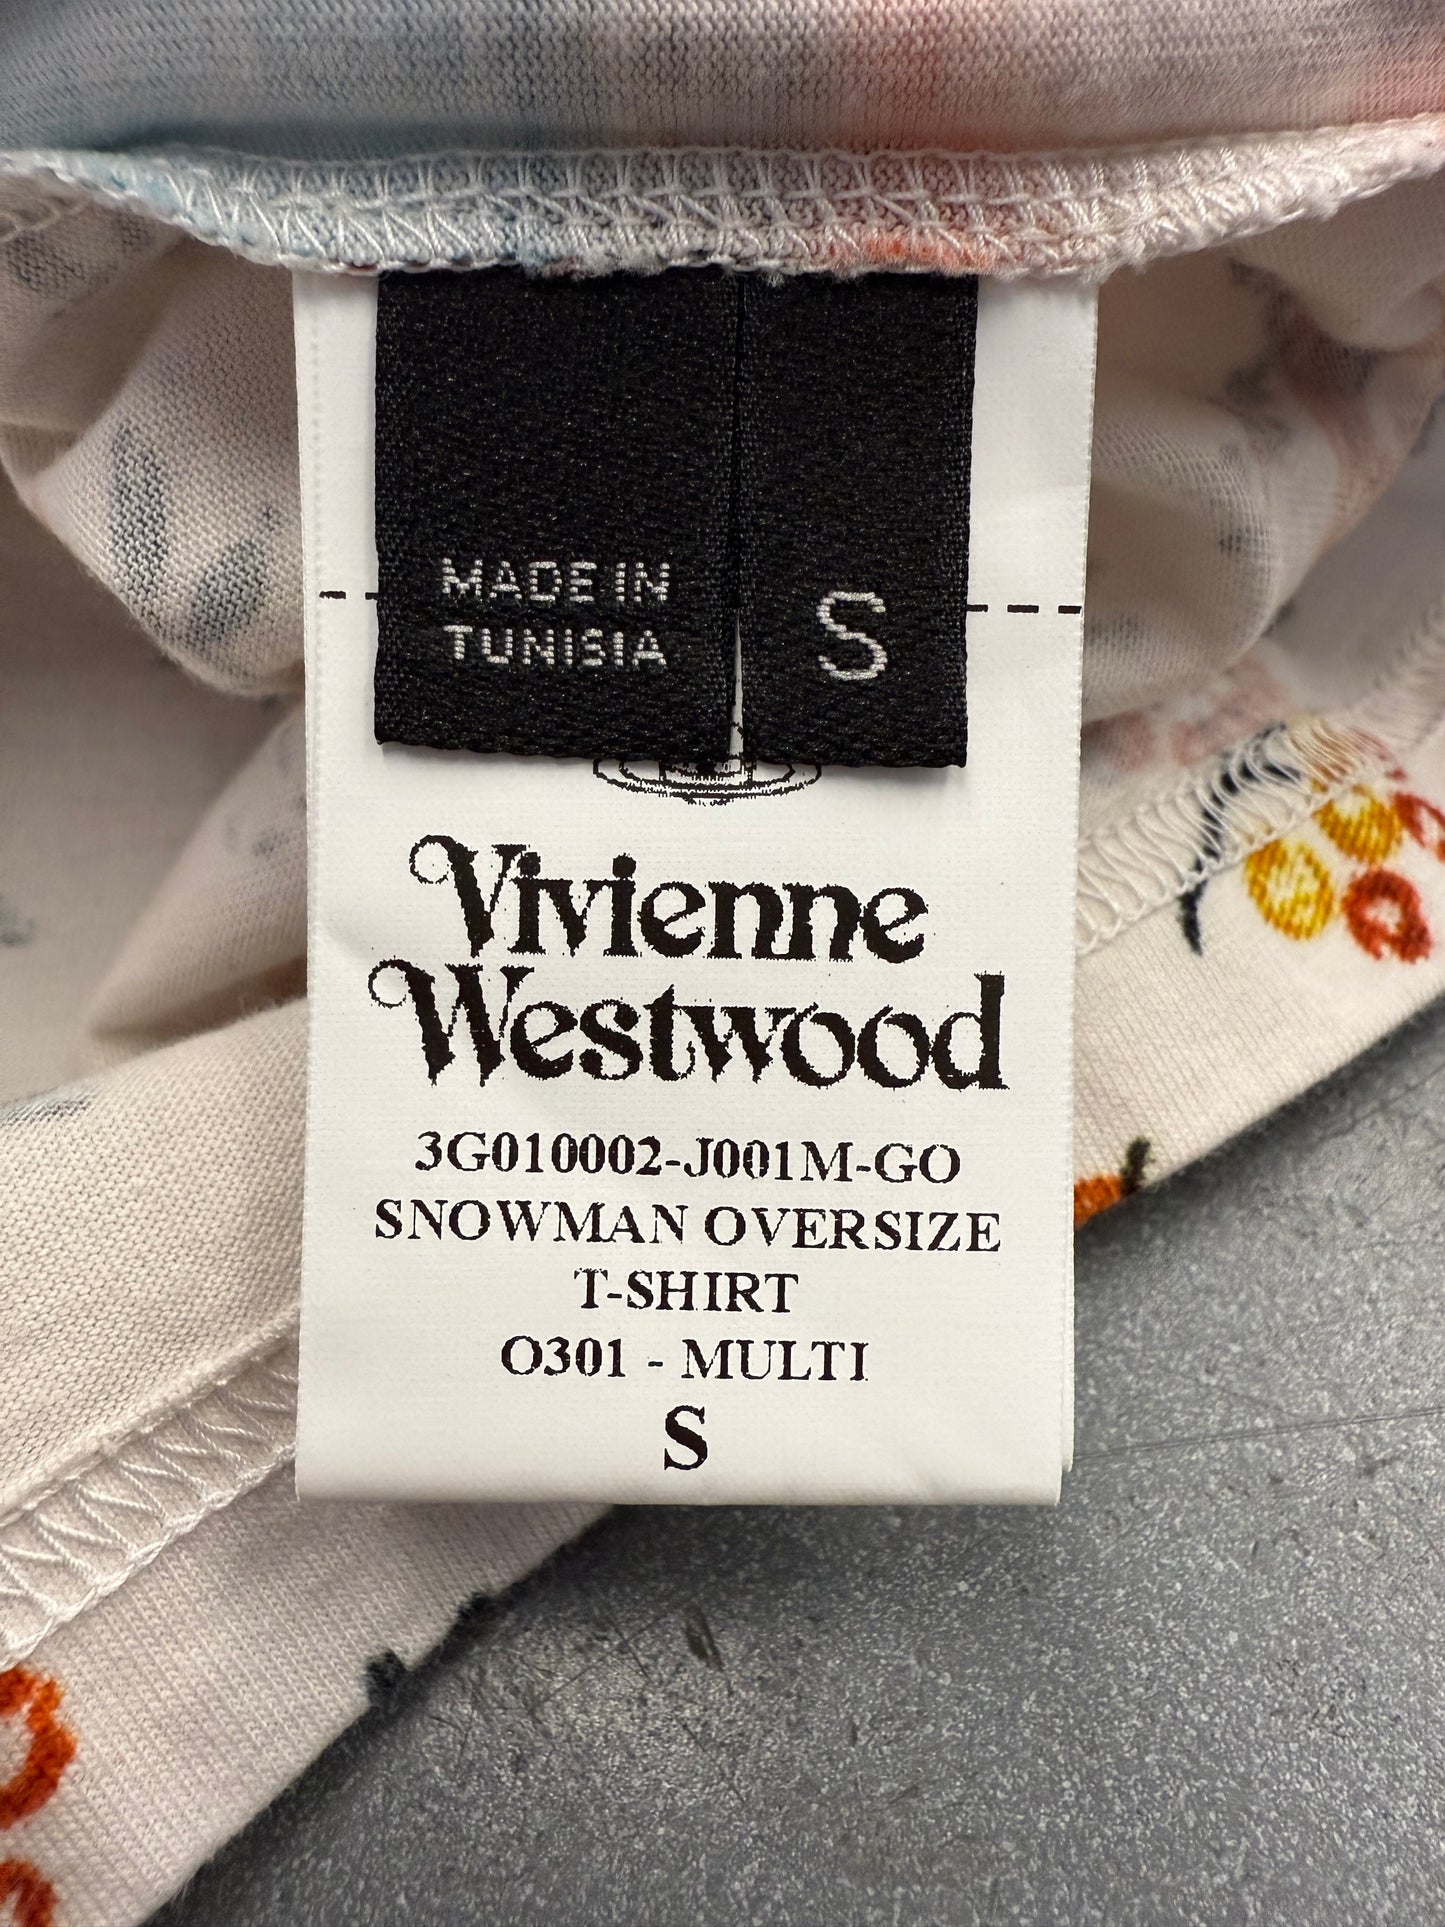 MADE IN
TUNISIA
S
Vivienne
Westwood
3G010002-J001M-GO
SNOWMAN OVERSIZE
T-SHIRT
O301 - MULTI
S